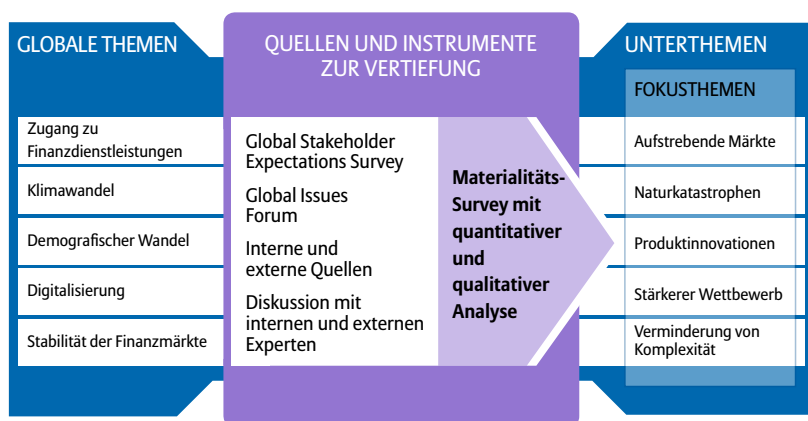 GLOBALE THEMEN
Zugang zu
Finanzdienstleistungen
Klimawandel
Demografischer Wandel
Digitalisierung
Stabilität der Finanzmärkte
QUELLEN UND INSTRUMENTE
ZUR VERTIEFUNG
Global Stakeholder
Expectations Survey
Global Issues
Forum
Interne und
externe Quellen
Diskussion mit
internen und externen
Experten
Materialitäts-
Survey mit
quantitativer
und
qualitativer
Analyse
UNTERTHEMEN
FOKUSTHEMEN
Aufstrebende Märkte
Naturkatastrophen
Produktinnovationen
Stärkerer Wettbewerb
Verminderung von
Komplexität